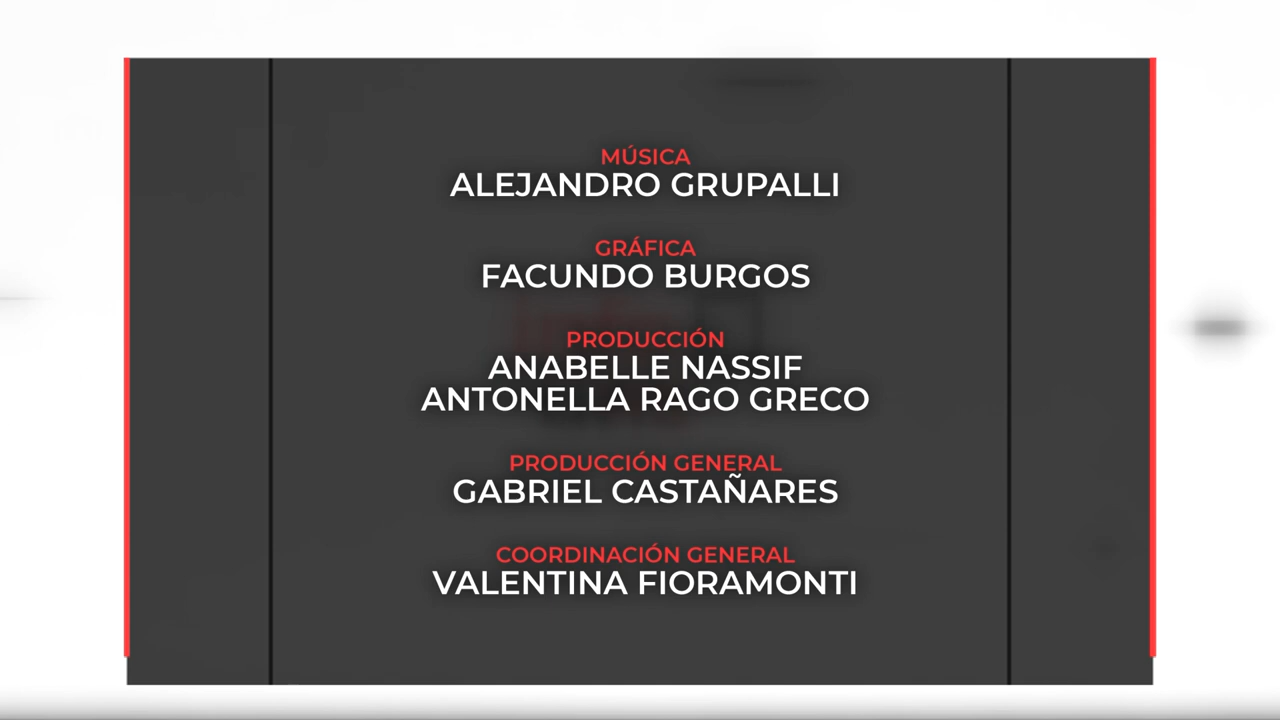 MÚSICA
ALEJANDRO GRUPALLI
GRÁFICA
FACUNDO BURGOS
PRODUCCIÓN
ANABELLE NASSIF
ANTONELLA RAGO GRECO
PRODUCCIÓN GENERAL
GABRIEL CASTAÑARES
COORDINACIÓN GENERAL
VALENTINA FIORAMONTI